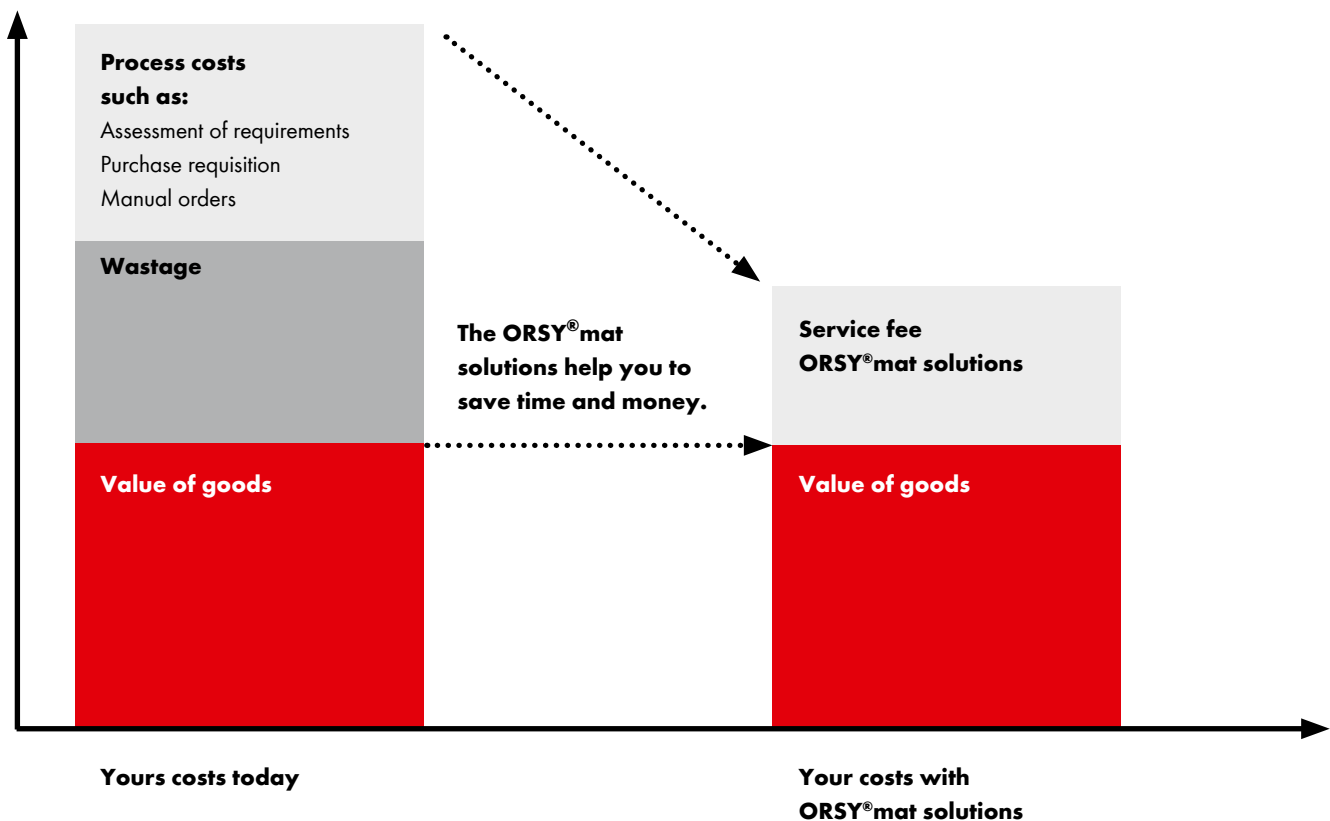 Process costs
such as:
Assessment of requirements
Purchase requisition
Manual orders
Wastage
Value of goods
The ORSY®mat
solutions help you to
save time and money.
Service fee
ORSY®mat solutions
Value of goods
Yours costs today
Your costs with
ORSY®mat solutions